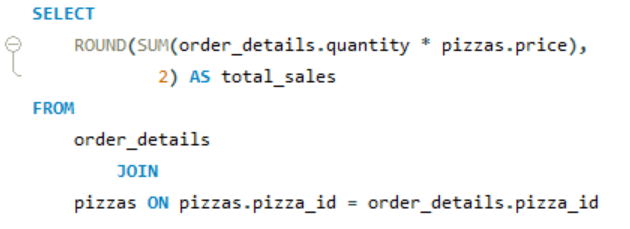 SELECT
ROUND(SUM(order_details.quantity * pizzas.price),
2) AS total_sales
FROM
order_details
JOIN
pizzas ON pizzas.pizza_id = order_details.pizza_id